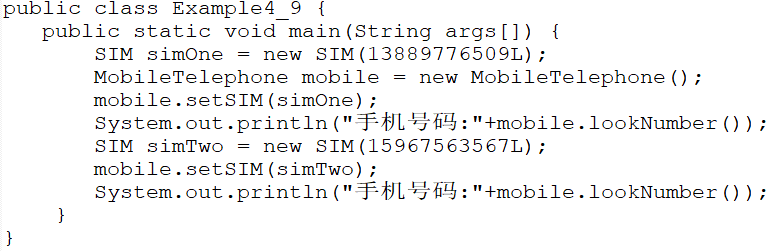 public class Example4_9 {
public static void main(String args[]) {
SIM simOne = new SIM(13889776509L);
MobileTelephone mobile = new MobileTelephone();
mobile.setSIM(simOne);
System.out.println("手机号码:"+mobile.lookNumber());
SIM simTwo = new SIM(15967563567L);
mobile.setSIM(simTwo);
System.out.println("手机号码:"+mobile.lookNumber());
}
}